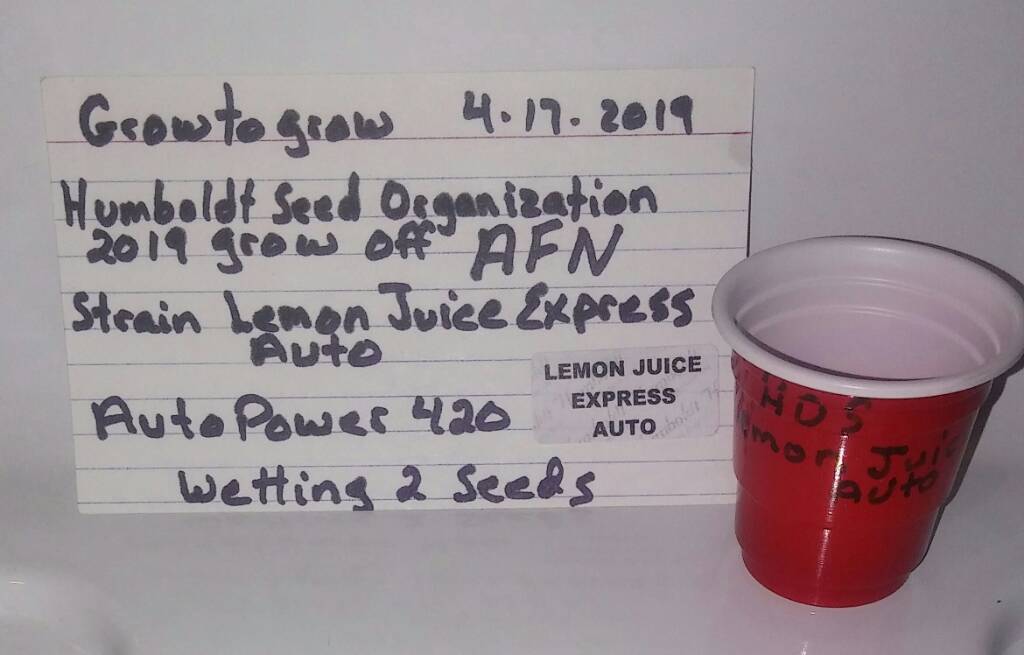 Growtogrow 4.17.2019
Humboldt Seed Organization
2019 grow off AFN
Strain Lemon Juice Express
Auto
LEMON JUICE
EXPRESS
AUTO
AutoPower 420
Wetting 2 Seeds
HOS
Lemon Juic
Auto